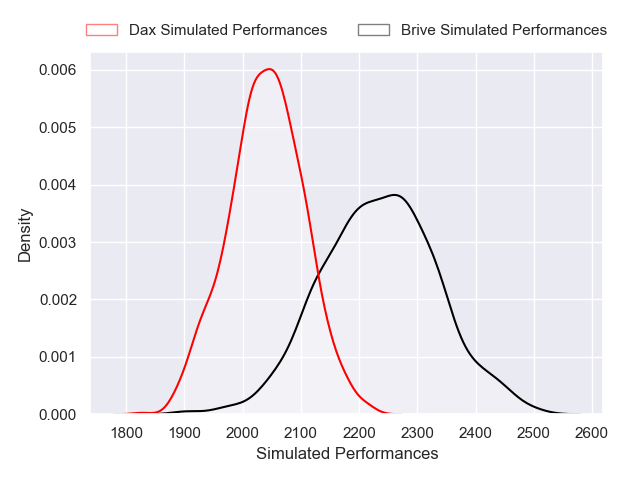 Dax Simulated Performances Brive Simulated Performances
0.006
0.005
0.004
0.003
0.002
0.001
0.000
Density
1800 1900 2000 2100 2200 2300 2400 2500 2600
Simulated Performances